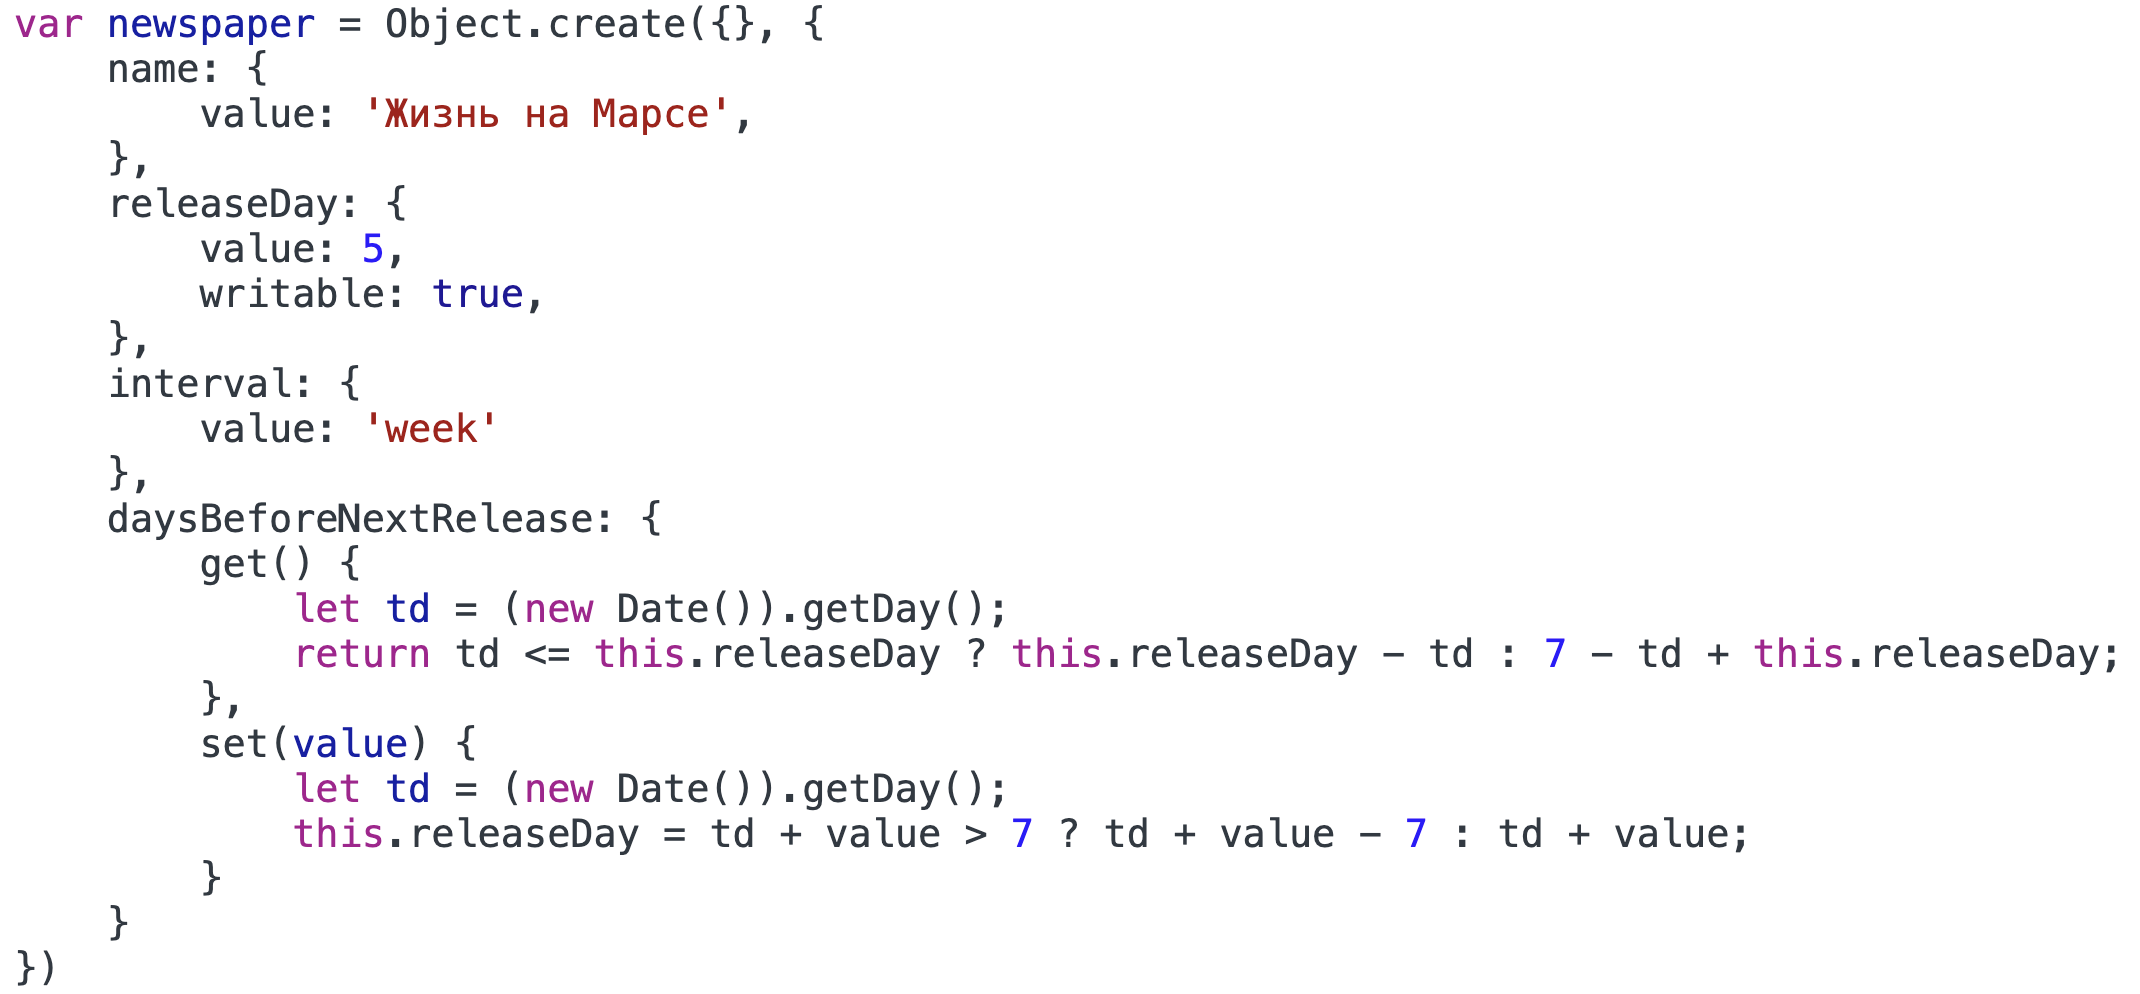 var newspaper = Object.create({}, {
    name: {
        value: 'Жизнь на Марсе',
    },
    releaseDay: {
        value: 5,
        writable: true,
    },
    interval: {
        value: 'week'
    },
    daysBeforeNextRelease: {
        get() {
            let td = (new Date()).getDay();
            return td <= this.releaseDay ? this.releaseDay - td : 7 - td + this.releaseDay;
        },
        set(value) {
            let td = (new Date()).getDay();
            this.releaseDay = td + value > 7 ? td + value - 7 : td + value;
        }
    }
})